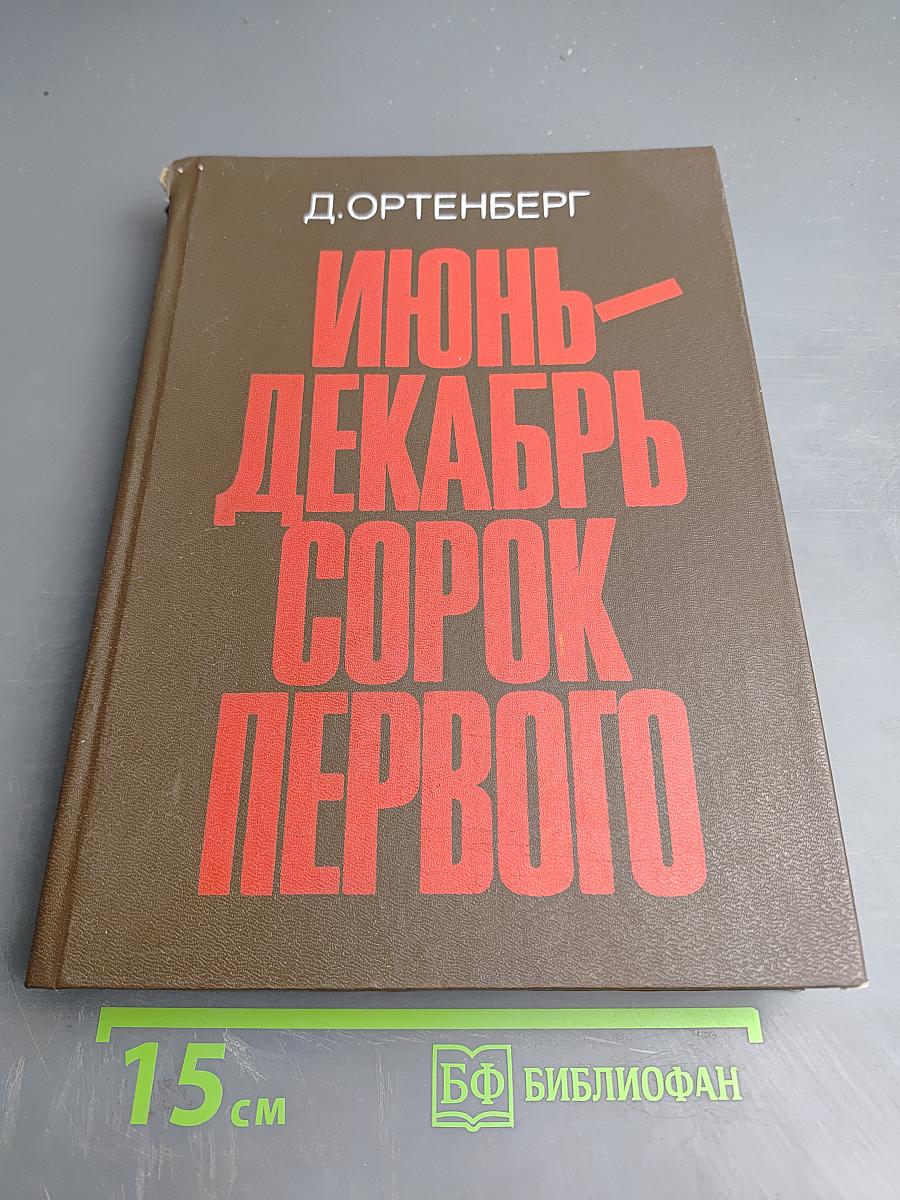 Д.ОРТЕНБЕРГ
ИЮНЬ–
ДЕКАБРЬ
СОРОК
ПЕРВОГО
15 см
БФ БИБЛИОФАН